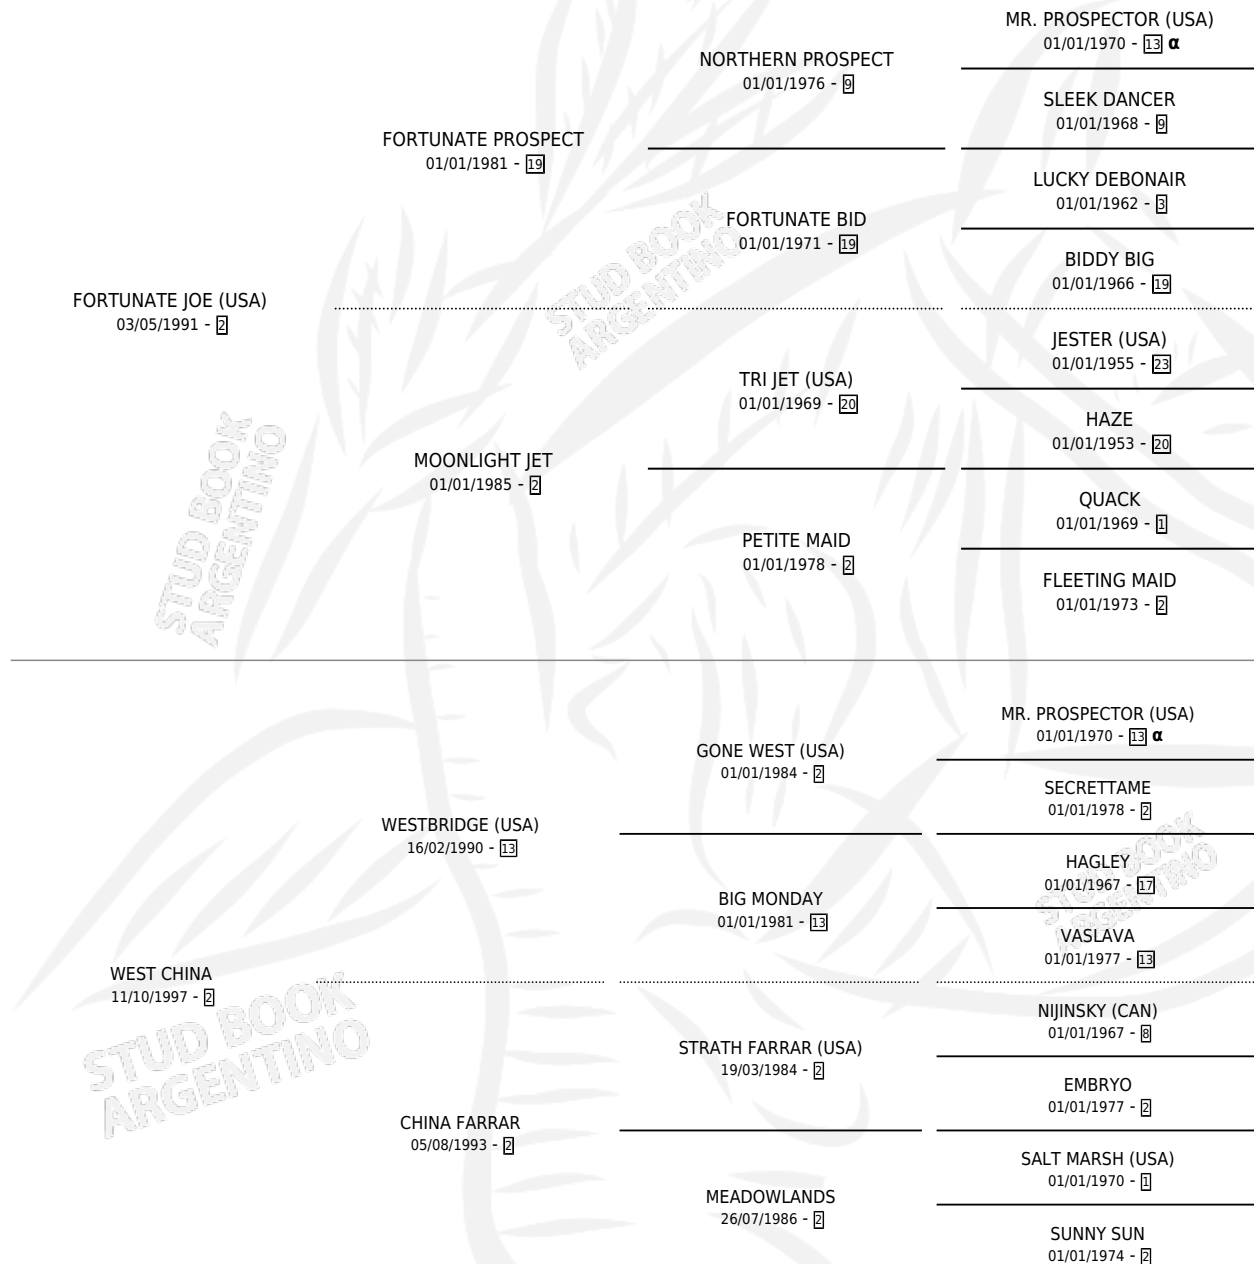 MR. PROSPECTOR (USA)
01/01/1970 - 13 α
NORTHERN PROSPECT
01/01/1976 - 9
SLEEK DANCER
01/01/1968 - 9
FORTUNATE PROSPECT
01/01/1981 - 19
LUCKY DEBONAIR
01/01/1962 - 3
FORTUNATE BID
01/01/1971 - 19
BIDDY BIG
01/01/1966 - 19
FORTUNATE JOE (USA)
03/05/1991 - 2
JESTER (USA)
01/01/1955 - 23
TRI JET (USA)
01/01/1969 - 20
HAZE
01/01/1953 - 20
MOONLIGHT JET
01/01/1985 - 2
QUACK
01/01/1969 - 1
PETITE MAID
01/01/1978 - 2
FLEETING MAID
01/01/1973 - 2
MR. PROSPECTOR (USA)
01/01/1970 - 13 α
GONE WEST (USA)
01/01/1984 - 2
SECRETTAME
01/01/1978 - 2
WESTBRIDGE (USA)
16/02/1990 - 13
HAGLEY
01/01/1967 - 17
BIG MONDAY
01/01/1981 - 13
VASLAVA
01/01/1977 - 13
WEST CHINA
11/10/1997 - 2
NIJINSKY (CAN)
01/01/1967 - 8
STRATH FARRAR (USA)
19/03/1984 - 2
EMBRYO
01/01/1977 - 2
CHINA FARRAR
05/08/1993 - 2
SALT MARSH (USA)
01/01/1970 - 1
MEADOWLANDS
26/07/1986 - 2
SUNNY SUN
01/01/1974 - 2
STUD BOOK
ARGENTINO
STUD BOOK
ARGENTINO
STUD BOOK
ARGENTINO
STUD BOOK
ARGENTINO